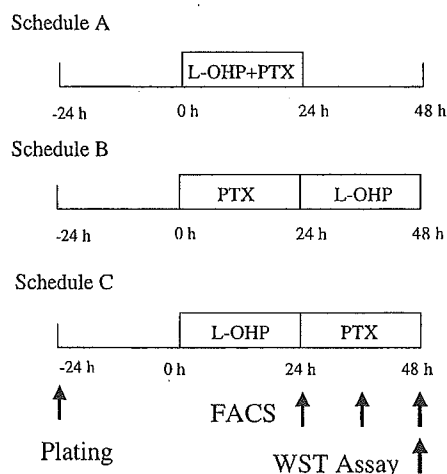 Schedule A
L-OHP+PTX
-24 h 0 h 24 h 48 h
Schedule B
PTX L-OHP
-24 h 0 h 24 h 48 h
Schedule C
L-OHP PTX
-24 h 0 h 24 h 48 h
FACS
Plating
WST Assay